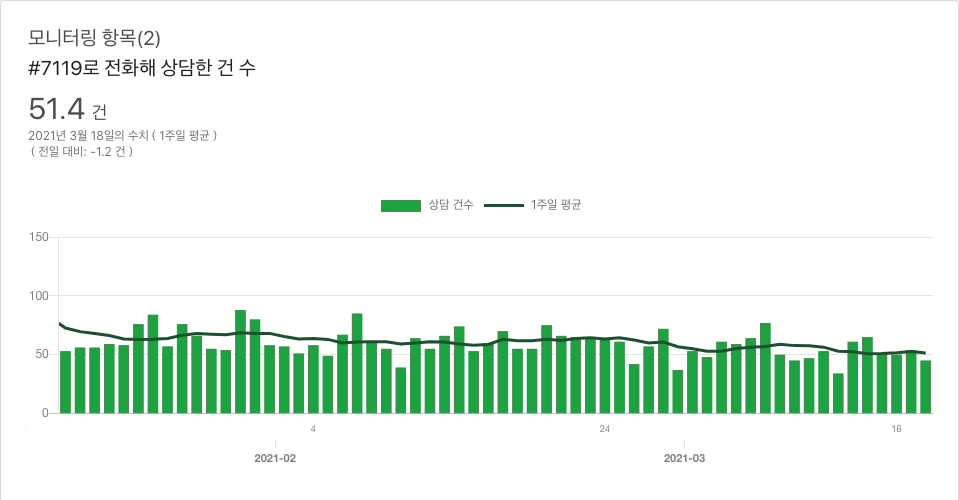 모니터링 항목(2)
#7119로 전화해 상담한 건 수
51.4 건
2021년 3월 18일의 수치 ( 1주일 평균 )
( 전일 대비: -1.2 건 )
상담 건수 1주일 평균
150
100
50
0
4 24 16
2021-02 2021-03